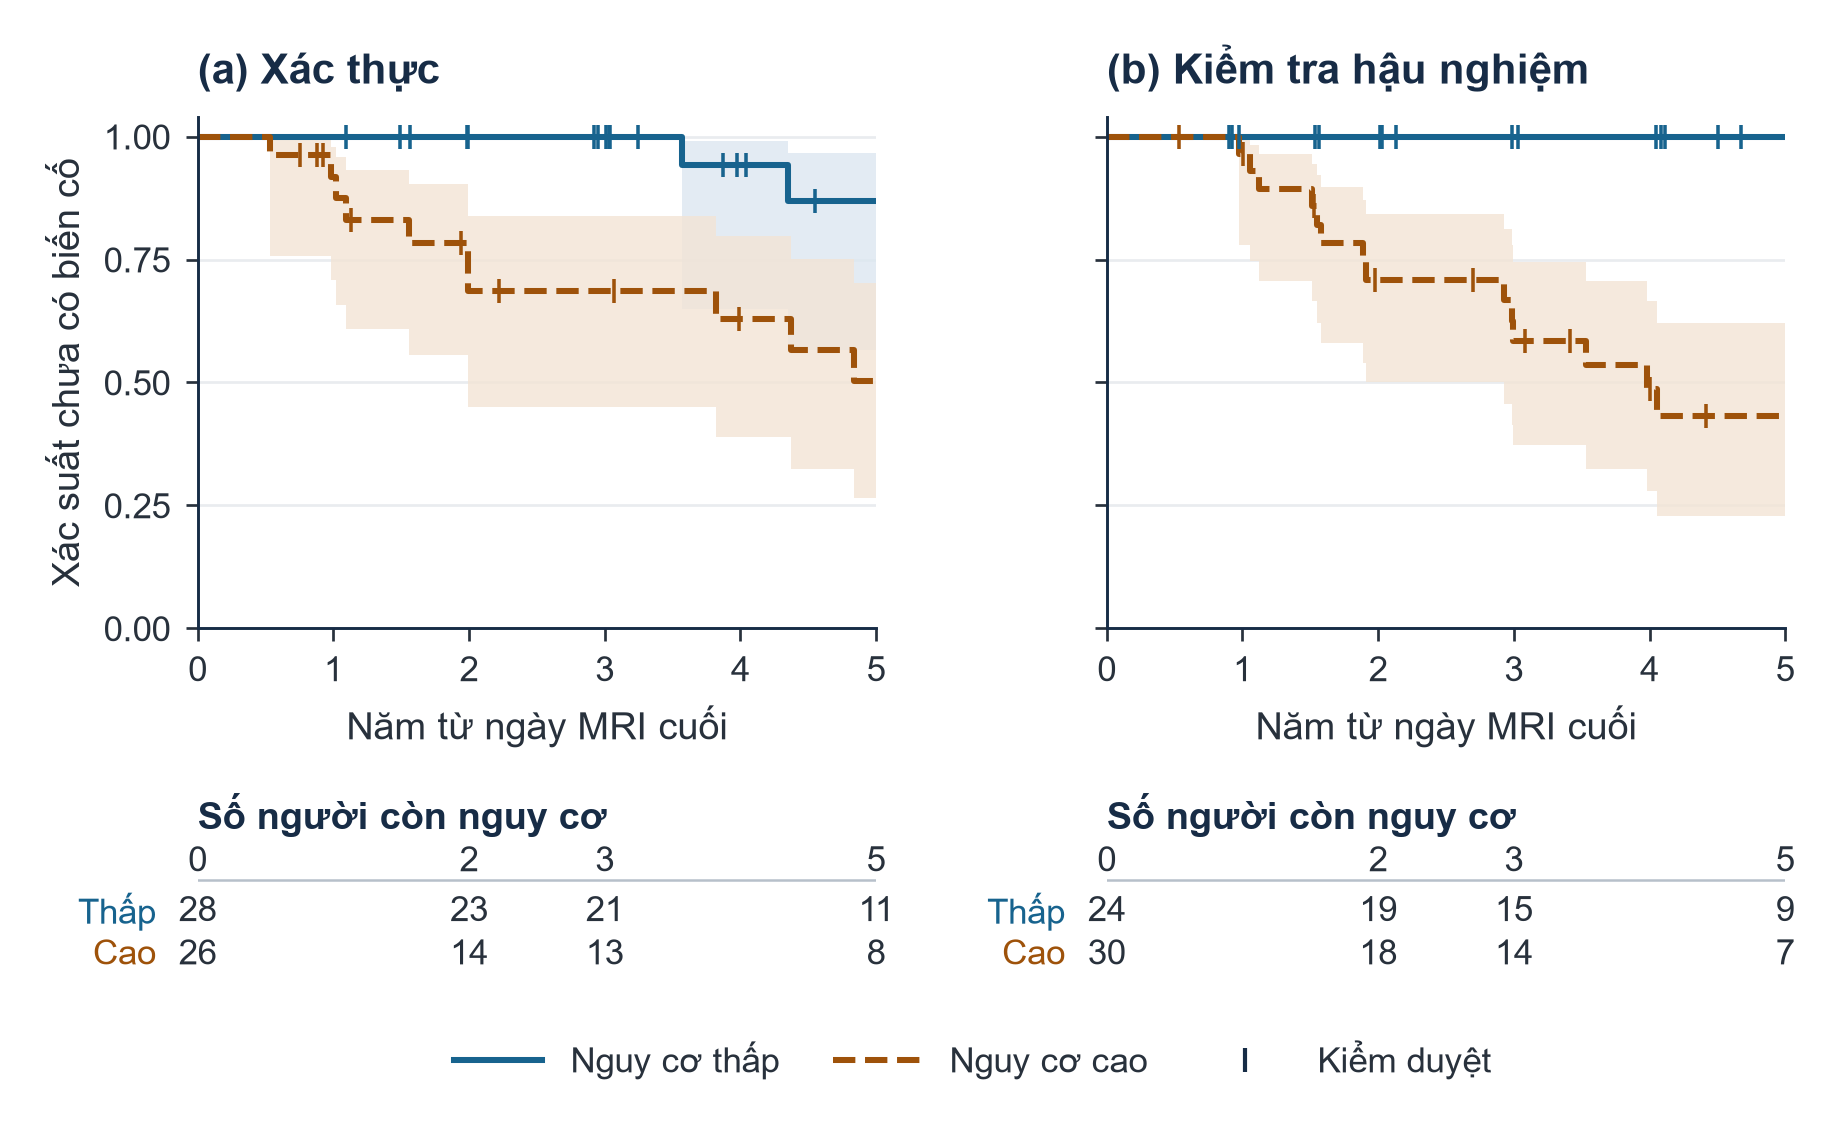 (a) Xác thực
Xác suất chưa có biến cố
1.00
0.75
0.50
0.25
0.00
0 1 2 3 4 5
Năm từ ngày MRI cuối
Số người còn nguy cơ
0 2 3 5
Thấp 28 23 21 11
Cao 26 14 13 8
(b) Kiểm tra hậu nghiệm
0 1 2 3 4 5
Năm từ ngày MRI cuối
Số người còn nguy cơ
0 2 3 5
Thấp 24 19 15 9
Cao 30 18 14 7
Nguy cơ thấp Nguy cơ cao Kiểm duyệt